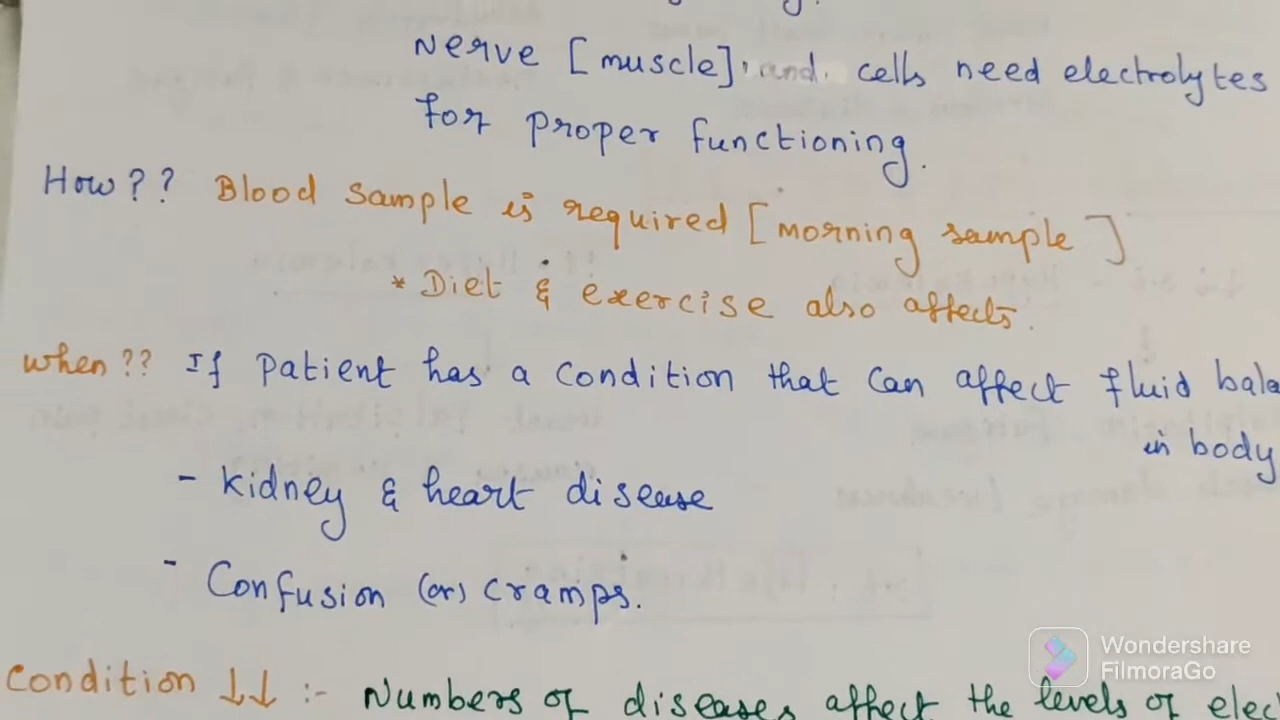 Nerve [muscle], and cells need electrolytes
for proper functioning.
How?? Blood sample is required [morning sample]
* Diet & exercise also affects.
When?? If patient has a condition that can affect fluid bala
in body
- kidney & heart disease
- Confusion (or) cramps.
Condition ↓↓ :- Numbers of diseases affect the levels of elec
Wondershare
FilmoraGo